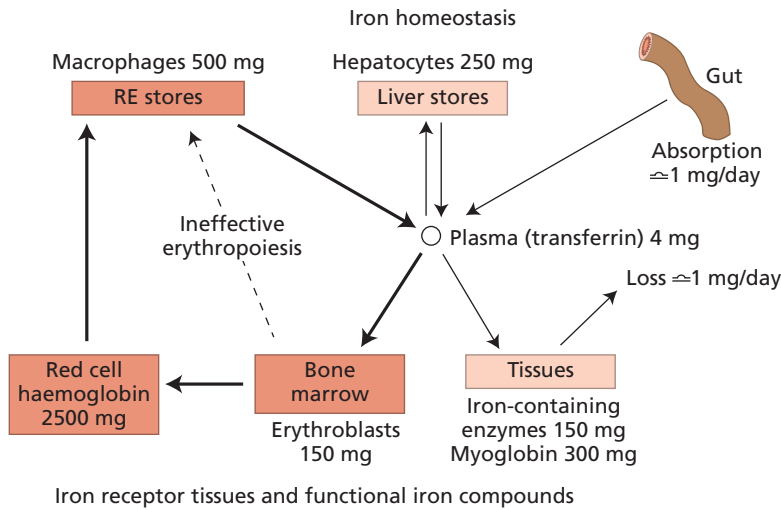 Iron homeostasis
Macrophages 500 mg
RE stores
Hepatocytes 250 mg
Liver stores
Gut
Absorption
≏1 mg/day
Ineffective
erythropoiesis
Plasma (transferrin) 4 mg
Loss ≏1 mg/day
Red cell
haemoglobin
2500 mg
Bone
marrow
Erythroblasts
150 mg
Tissues
Iron-containing
enzymes 150 mg
Myoglobin 300 mg
Iron receptor tissues and functional iron compounds